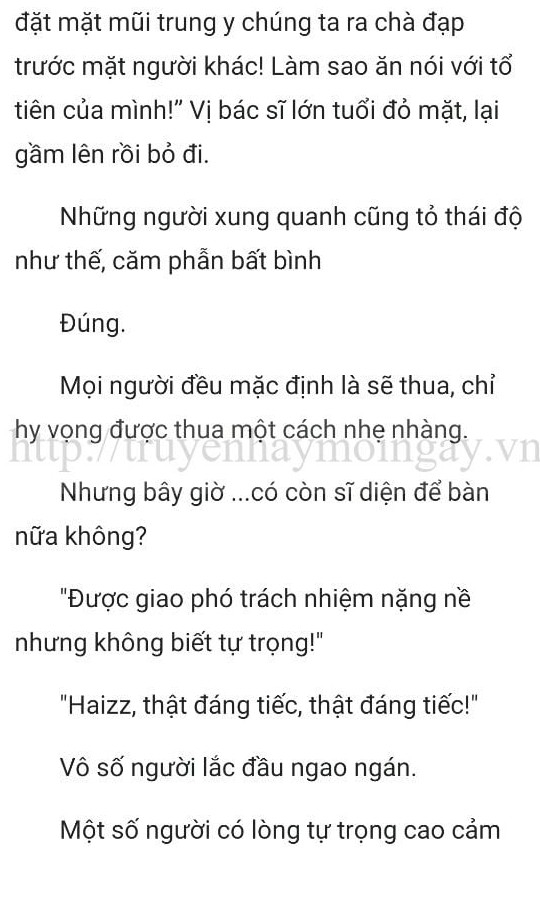 đặt mặt mũi trung y chúng ta ra chà đạp
trước mặt người khác! Làm sao ăn nói với tổ
tiên của mình!” Vị bác sĩ lớn tuổi đỏ mặt, lại
gầm lên rồi bỏ đi.
Những người xung quanh cũng tỏ thái độ
như thế, căm phẫn bất bình
Đúng.
Mọi người đều mặc định là sẽ thua, chỉ
hy vọng được thua một cách nhẹ nhàng.
http://truyenhaymoingay.vn
Nhưng bây giờ ...có còn sĩ diện để bàn
nữa không?
"Được giao phó trách nhiệm nặng nề
nhưng không biết tự trọng!"
"Haizz, thật đáng tiếc, thật đáng tiếc!"
Vô số người lắc đầu ngao ngán.
Một số người có lòng tự trọng cao cảm